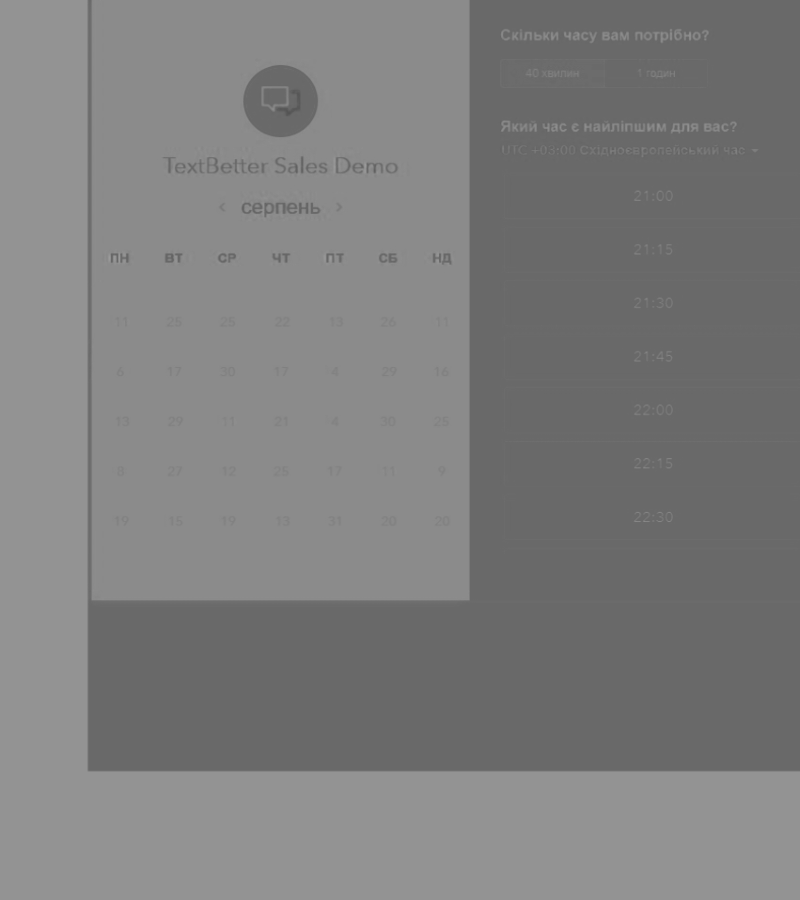 TextBetter Sales Demo
< серпень >
ПН ВТ СР ЧТ ПТ СБ НД
11 25 28 22 13 26 11
6 17 30 17 4 29 16
13 29 11 21 4 30 25
8 27 12 25 17 11 9
19 15 19 13 31 20 20
Скільки часу вам потрібно?
40 хвилин 1 годин
Який час є найліпшим для вас?
UTC +03:00 Східноєвропейський час
21:00
21:15
21:30
21:45
22:00
22:15
22:30